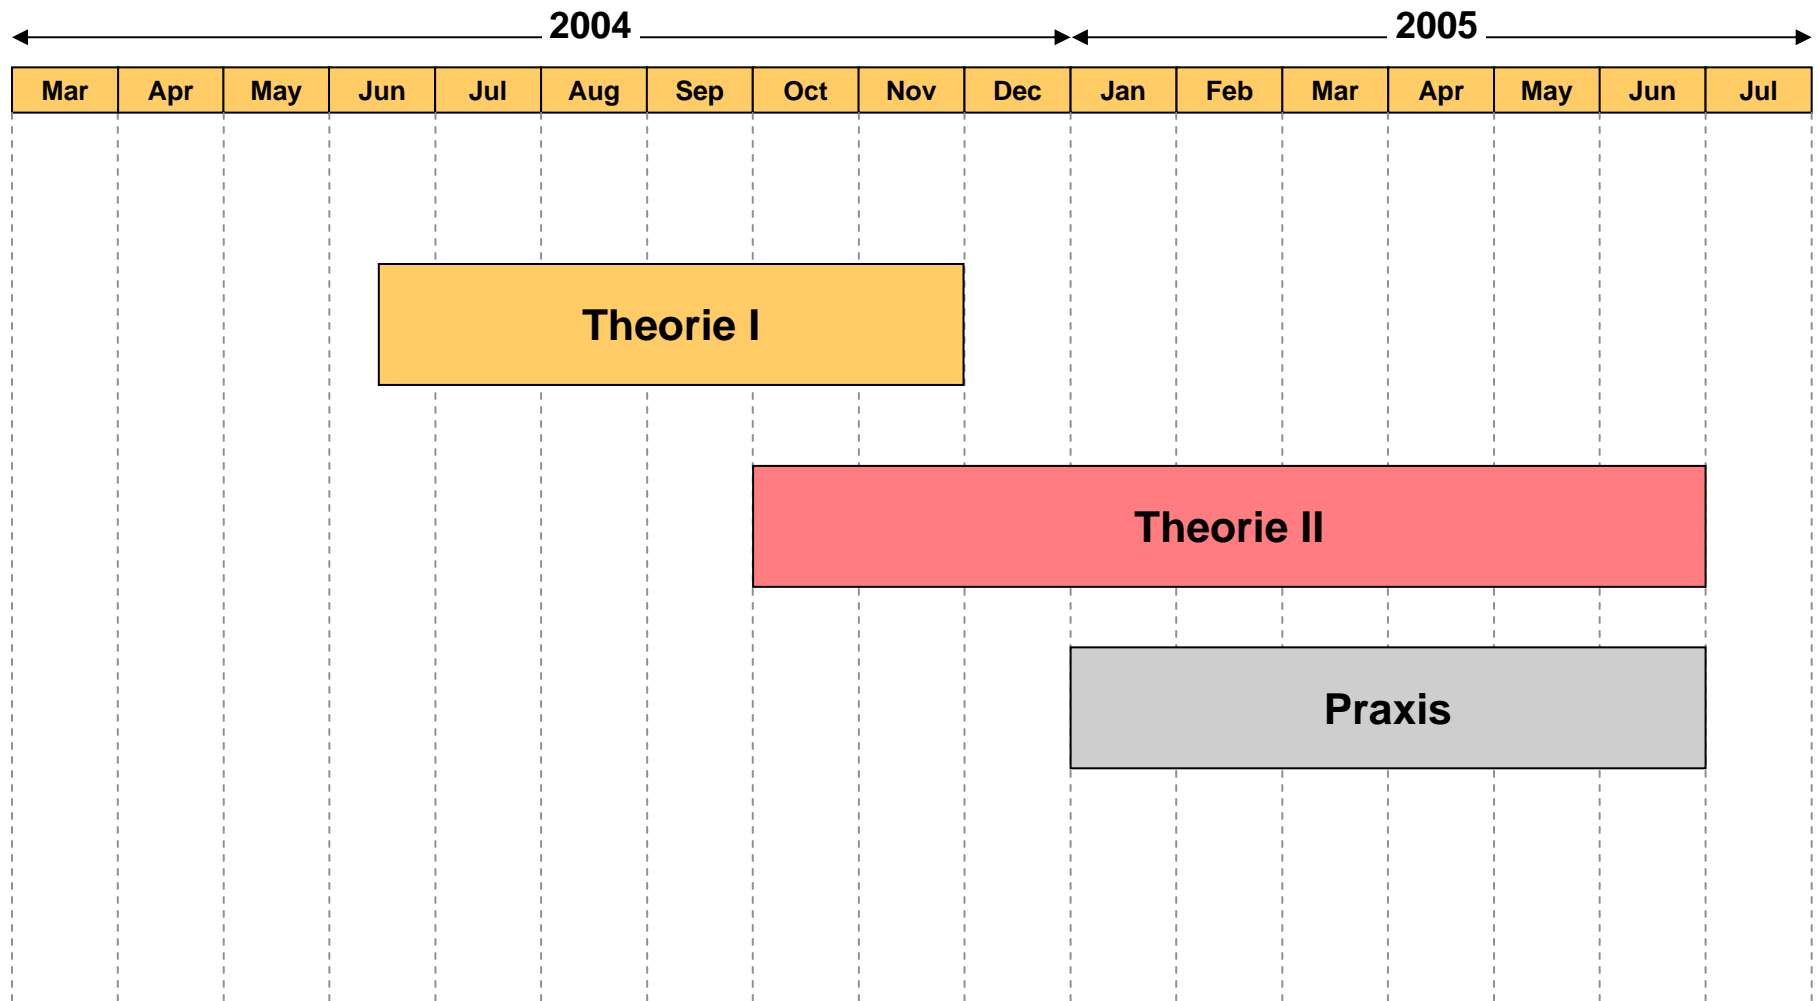 2004 2005
Mar Apr May Jun Jul Aug Sep Oct Nov Dec Jan Feb Mar Apr May Jun Jul
Theorie I
Theorie II
Praxis